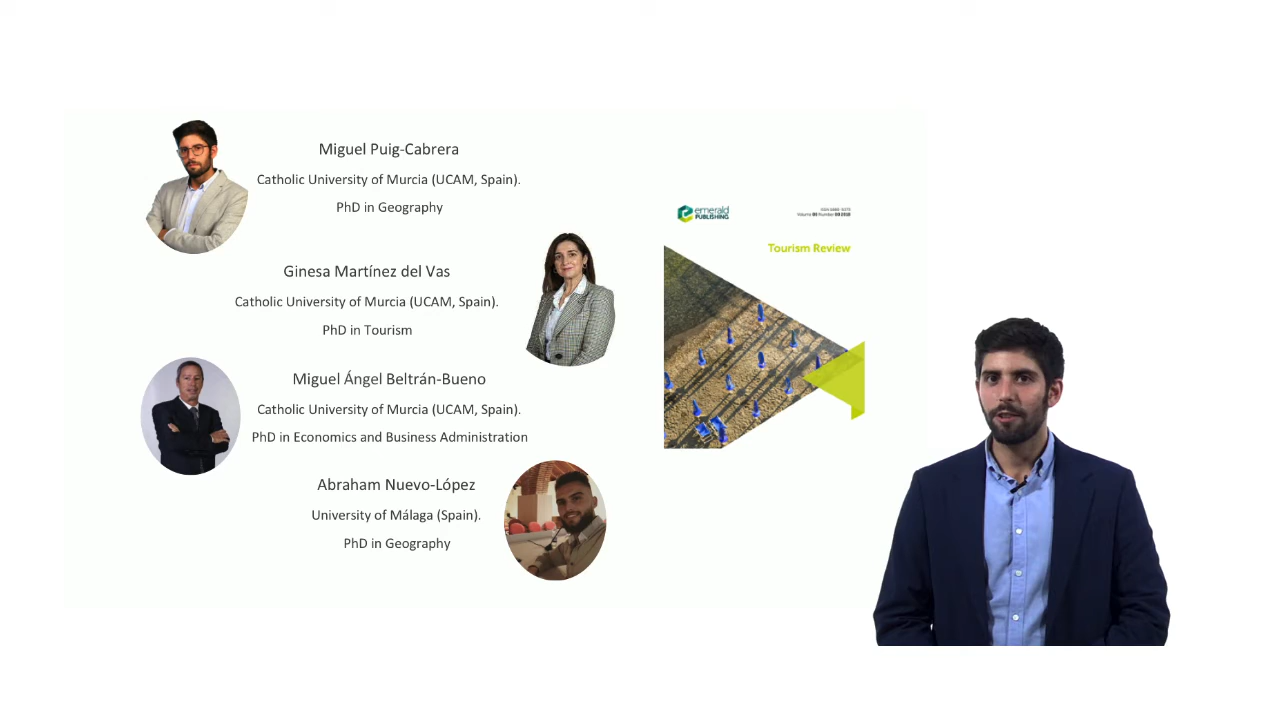 Miguel Puig-Cabrera
Catholic University of Murcia (UCAM, Spain).
PhD in Geography
Ginesa Martínez del Vas
Catholic University of Murcia (UCAM, Spain).
PhD in Tourism
Miguel Ángel Beltrán-Bueno
Catholic University of Murcia (UCAM, Spain).
PhD in Economics and Business Administration
Abraham Nuevo-López
University of Málaga (Spain).
PhD in Geography
emerald
PUBLISHING
Tourism Review